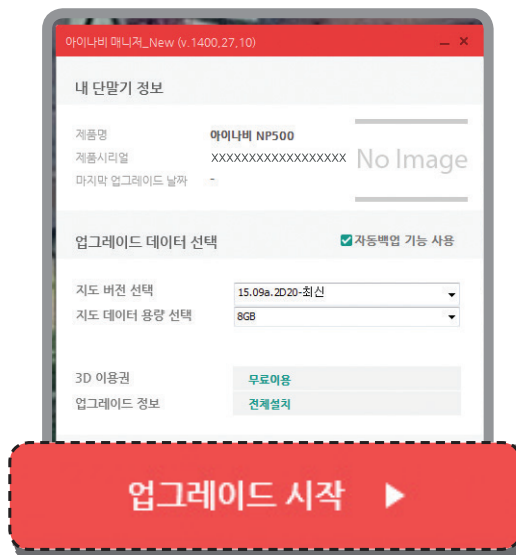 아이나비 매니저_New (v.1400,27,10)
내 단말기 정보
제품명 아이나비 NP500
제품시리얼 XXXXXXXXXXXXXXXXXX
No Image
마지막 업그레이드 날짜 -
업그레이드 데이터 선택 자동백업 기능 사용
지도 버전 선택 15.09a.2D20-최신
지도 데이터 용량 선택 8GB
3D 이용권 무료이용
업그레이드 정보 전체설치
업그레이드 시작